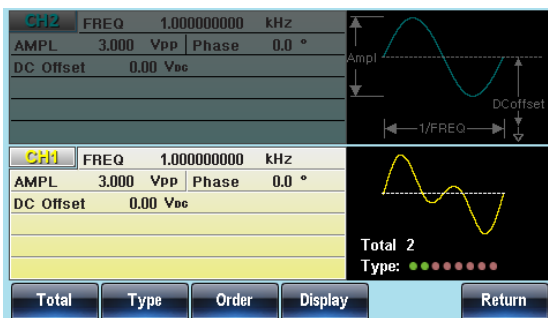 CH2 FREQ 1.000000000 kHz
AMPL 3.000 Vpp Phase 0.0 °
DC Offset 0.00 VDC
Ampl
DCoffset
1/FREQ
CH1 FREQ 1.000000000 kHz
AMPL 3.000 Vpp Phase 0.0 °
DC Offset 0.00 VDC
Total 2
Type:
Total Type Order Display Return